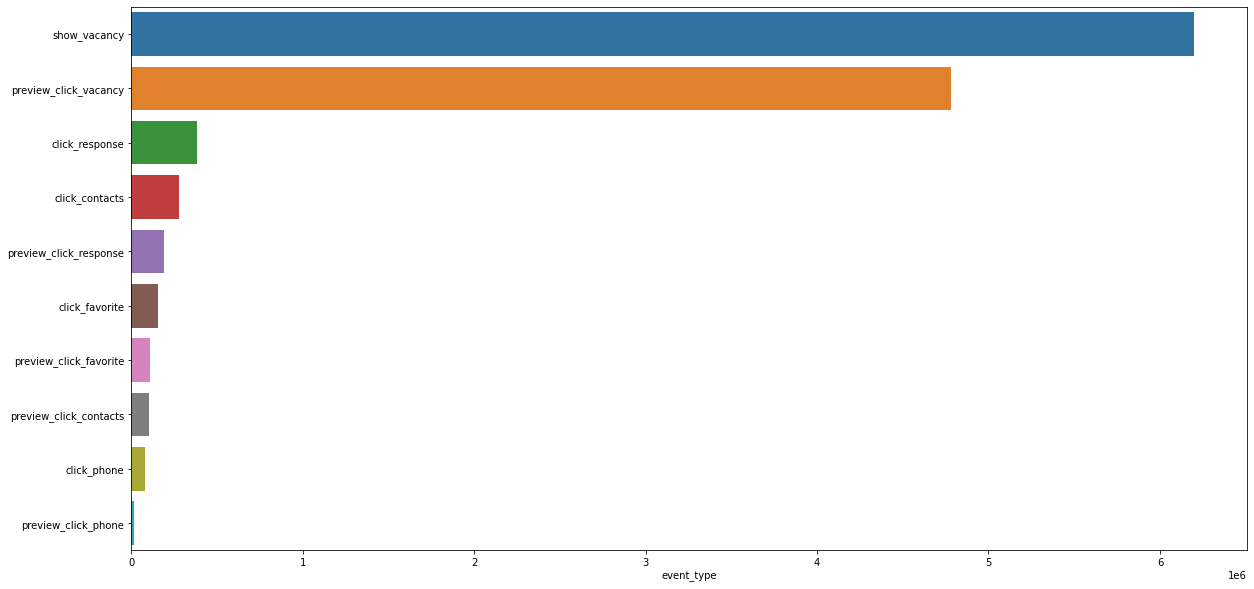 show_vacancy
preview_click_vacancy
click_response
click_contacts
preview_click_response
click_favorite
preview_click_favorite
preview_click_contacts
click_phone
preview_click_phone
0 1 2 3 4 5 6
event_type
1e6